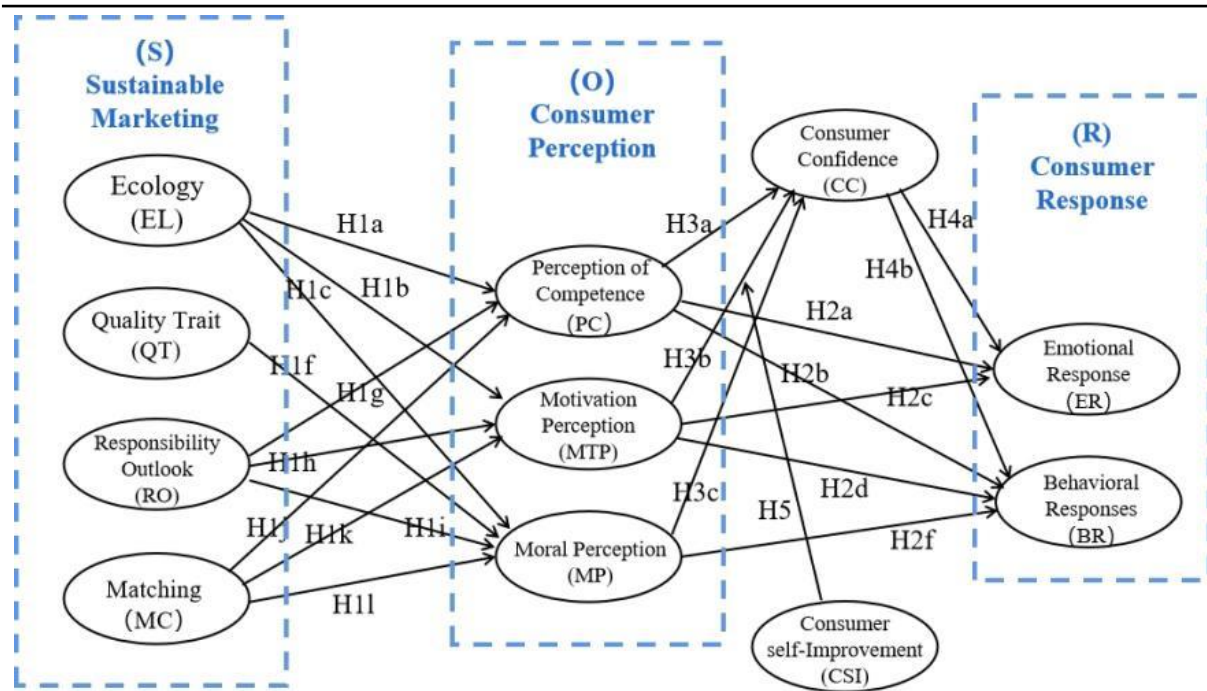 (S)
Sustainable
Marketing
Ecology
(EL)
Quality Trait
(QT)
Responsibility
Outlook
(RO)
Matching
(MC)
H1a
H1b
H1c
H1f
H1g
H1h
H1i
H1j
H1k
H1l
(O)
Consumer
Perception
Perception of
Competence
(PC)
Motivation
Perception
(MTP)
Moral Perception
(MP)
H3a
H3b
H3c
H2a
H2b
H2c
H2d
H2f
H5
Consumer
Confidence
(CC)
H4a
H4b
Consumer
self-Improvement
(CSI)
(R)
Consumer
Response
Emotional
Response
(ER)
Behavioral
Responses
(BR)